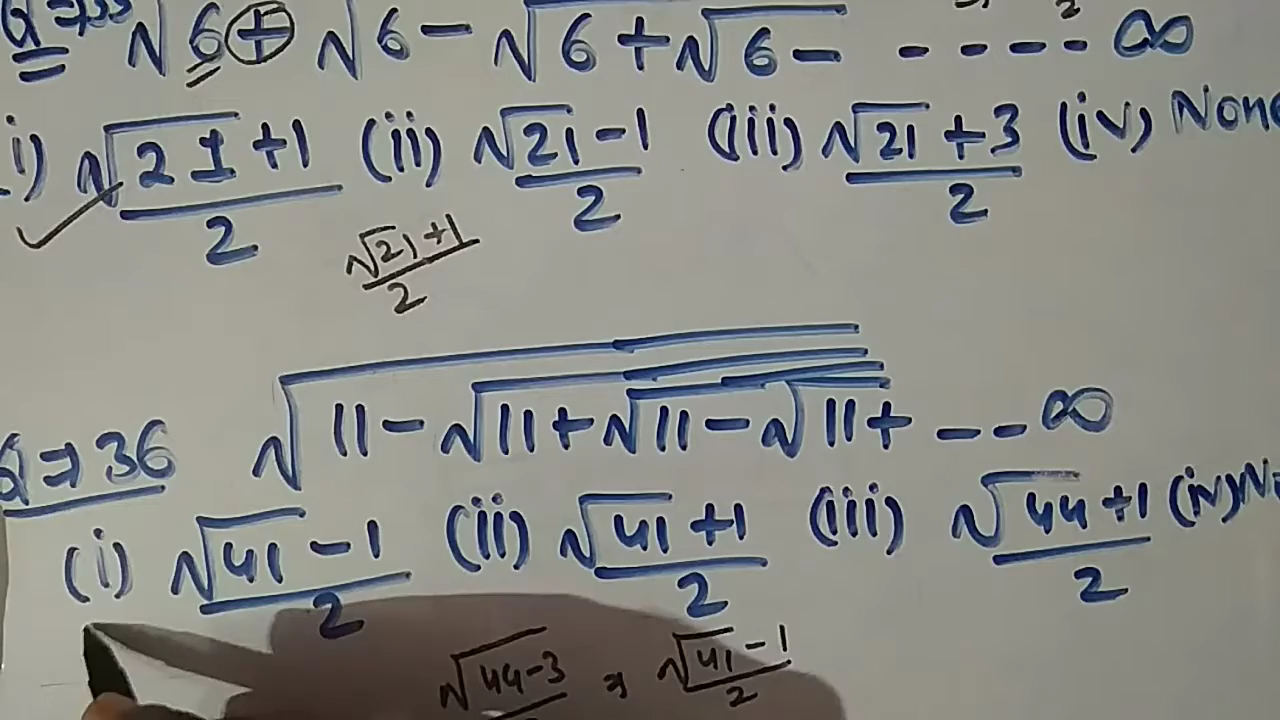 Q⇒35 √6+√6-√6+√6- ---- ∞
(i) √21+1/2 (ii) √21-1/2 (iii) √21+3/2 (iv) None
√21+1/2
Q⇒36 √11-√11+√11-√11+ --- ∞
(i) √41-1/2 (ii) √41+1/2 (iii) √44+1/2 (iv)
√44-3 ⇒ √41-1/2